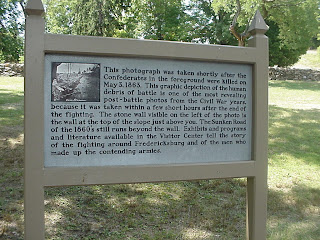 This photograph was taken shortly after the
Confederates in the foreground were killed on
May 3, 1863. This graphic depiction of the human
debris of battle is one of the most revealing
post-battle photos from the Civil War years,
because it was taken within a few short hours after the end of
the fighting. The stone wall visible on the left of the photo is
the wall at the top of the slope just above you. The Sunken Road
of the 1860's still runs beyond the wall. Exhibits and programs
and literature available in the Visitor Center tell the story
of the fighting around Fredericksburg and of the men who
made up the contending armies.